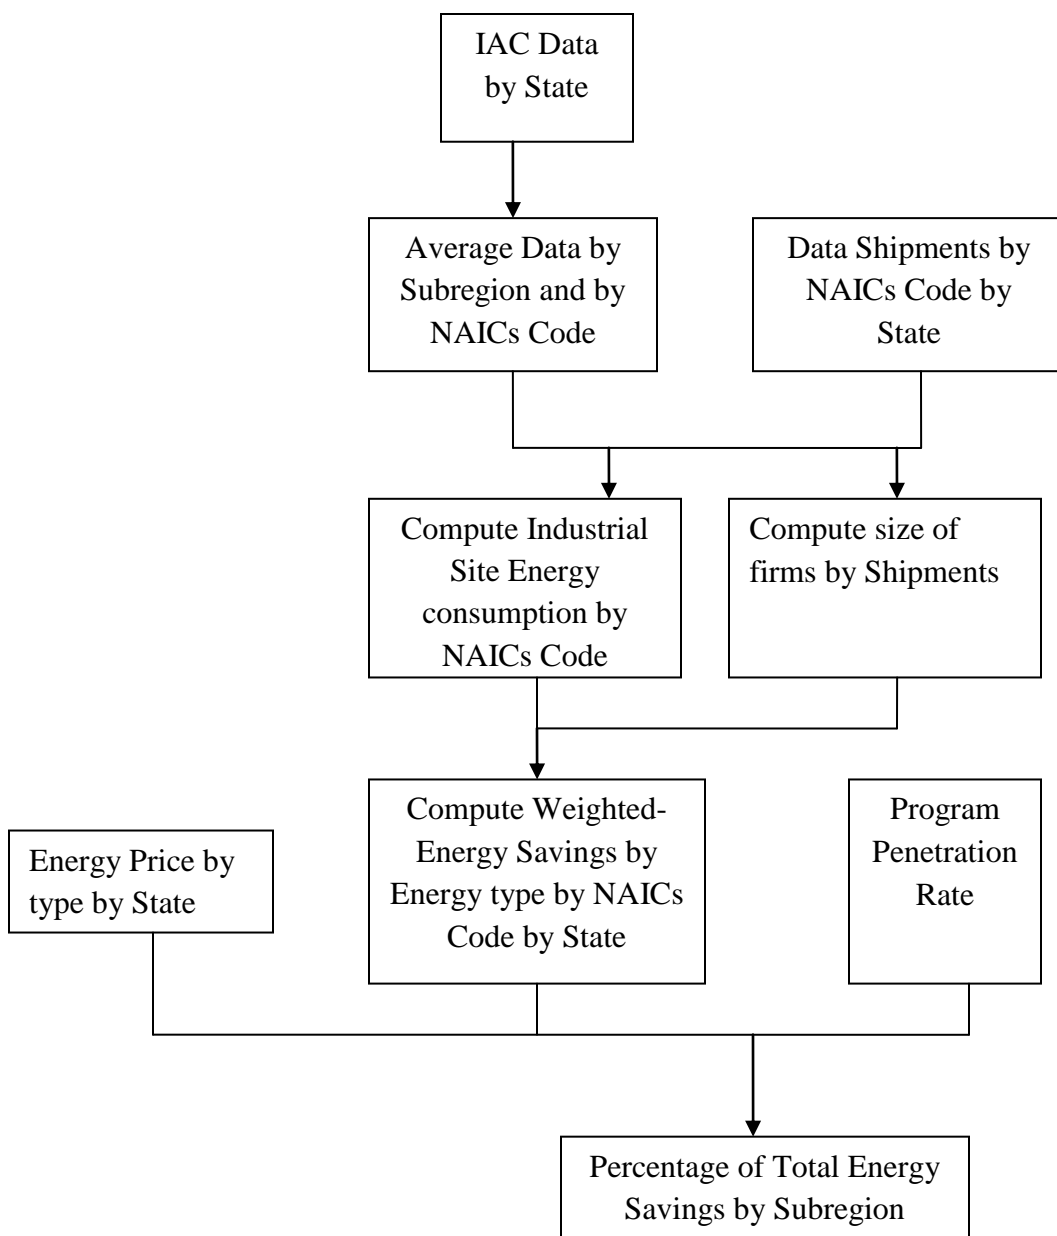 IAC Data
by State
Average Data by
Subregion and by
NAICs Code
Data Shipments by
NAICs Code by
State
Compute Industrial
Site Energy
consumption by
NAICs Code
Compute size of
firms by Shipments
Energy Price by
type by State
Compute Weighted-
Energy Savings by
Energy type by NAICs
Code by State
Program
Penetration
Rate
Percentage of Total Energy
Savings by Subregion